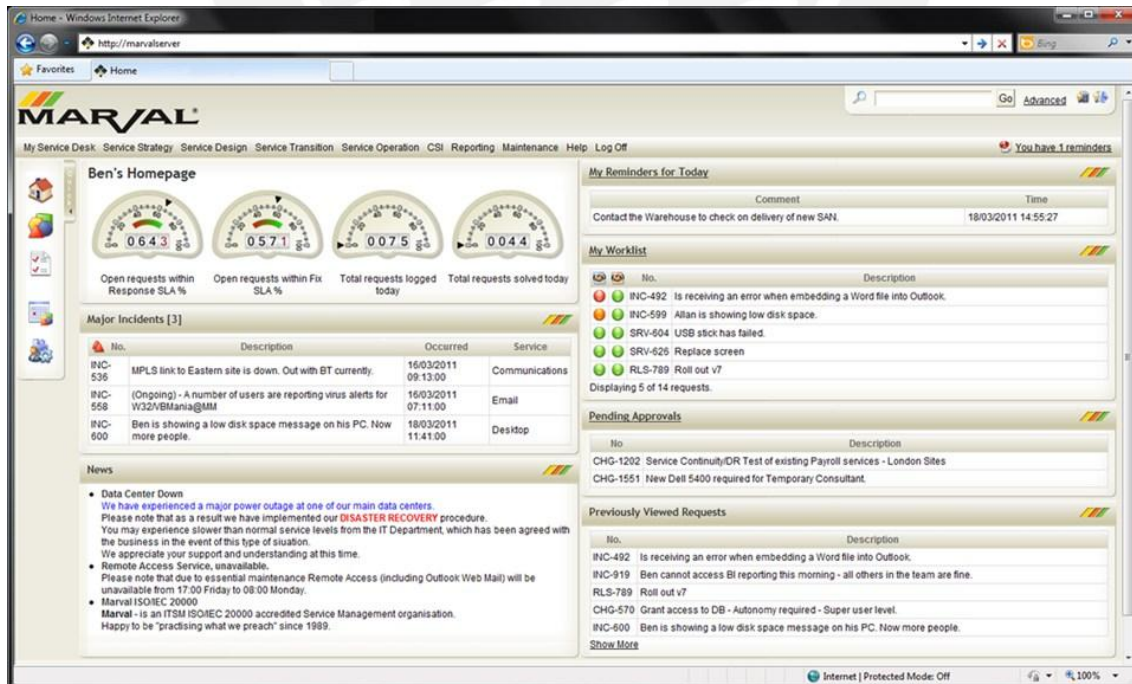 Home - Windows Internet Explorer
http://marvalserver
Bing
Favorites
Home
MARVAL
Go
Advanced
My Service Desk Service Strategy Service Design Service Transition Service Operation CSI Reporting Maintenance Help Log Off
You have 1 reminders
Ben's Homepage
0643
0571
0075
0044
Open requests within
Response SLA %
Open requests within Fix
SLA %
Total requests logged
today
Total requests solved today
Major Incidents [3]
No. Description Occurred Service
INC-536 MPLS link to Eastern site is down. Out with BT currently. 16/03/2011 09:13:00 Communications
INC-558 (Ongoing) - A number of users are reporting virus alerts for W32/VBMania@MM 16/03/2011 07:11:00 Email
INC-600 Ben is showing a low disk space message on his PC. Now more people. 18/03/2011 11:41:00 Desktop
News
Data Center Down
We have experienced a major power outage at one of our main data centers.
Please note that as a result we have implemented our DISASTER RECOVERY procedure.
You may experience slower than normal service levels from the IT Department, which has been agreed with
the business in the event of this type of siuation.
We appreciate your support and understanding at this time.
Remote Access Service, unavailable.
Please note that due to essential maintenance Remote Access (including Outlook Web Mail) will be
unavailable from 17:00 Friday to 08:00 Monday.
Marval ISO/IEC 20000
Marval - is an ITSM ISO/IEC 20000 accredited Service Management organisation.
Happy to be "practising what we preach" since 1989.
My Reminders for Today
Comment Time
Contact the Warehouse to check on delivery of new SAN. 18/03/2011 14:55:27
My Worklist
No. Description
INC-492 Is receiving an error when embedding a Word file into Outlook.
INC-599 Allan is showing low disk space.
SRV-604 USB stick has failed.
SRV-626 Replace screen
RLS-789 Roll out v7
Displaying 5 of 14 requests.
Pending Approvals
No Description
CHG-1202 Service Continuity/DR Test of existing Payroll services - London Sites
CHG-1551 New Dell 5400 required for Temporary Consultant.
Previously Viewed Requests
No. Description
INC-492 Is receiving an error when embedding a Word file into Outlook.
INC-919 Ben cannot access BI reporting this morning - all others in the team are fine.
RLS-789 Roll out v7
CHG-570 Grant access to DB - Autonomy required - Super user level.
INC-600 Ben is showing a low disk space message on his PC. Now more people.
Show More
Internet | Protected Mode: Off
100%